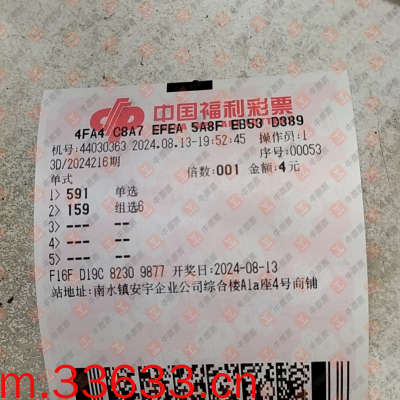 中国福利彩票
4FA4 C8A7 EFEA 5A8F EB53 D389
机号:44030363 2024.08.13-19:52:45 操作码:1
3D/2024216期 序号:00053
单式 倍数:001 金额:4元
1> 591 单选
2> 159 组选6
3> --- ---
4> --- ---
5> --- ---
F16F D19C 8230 9877 开奖日:2024-08-13
站地址:南水镇安宇企业公司综合楼A1a座4号商铺
m.33633.cn